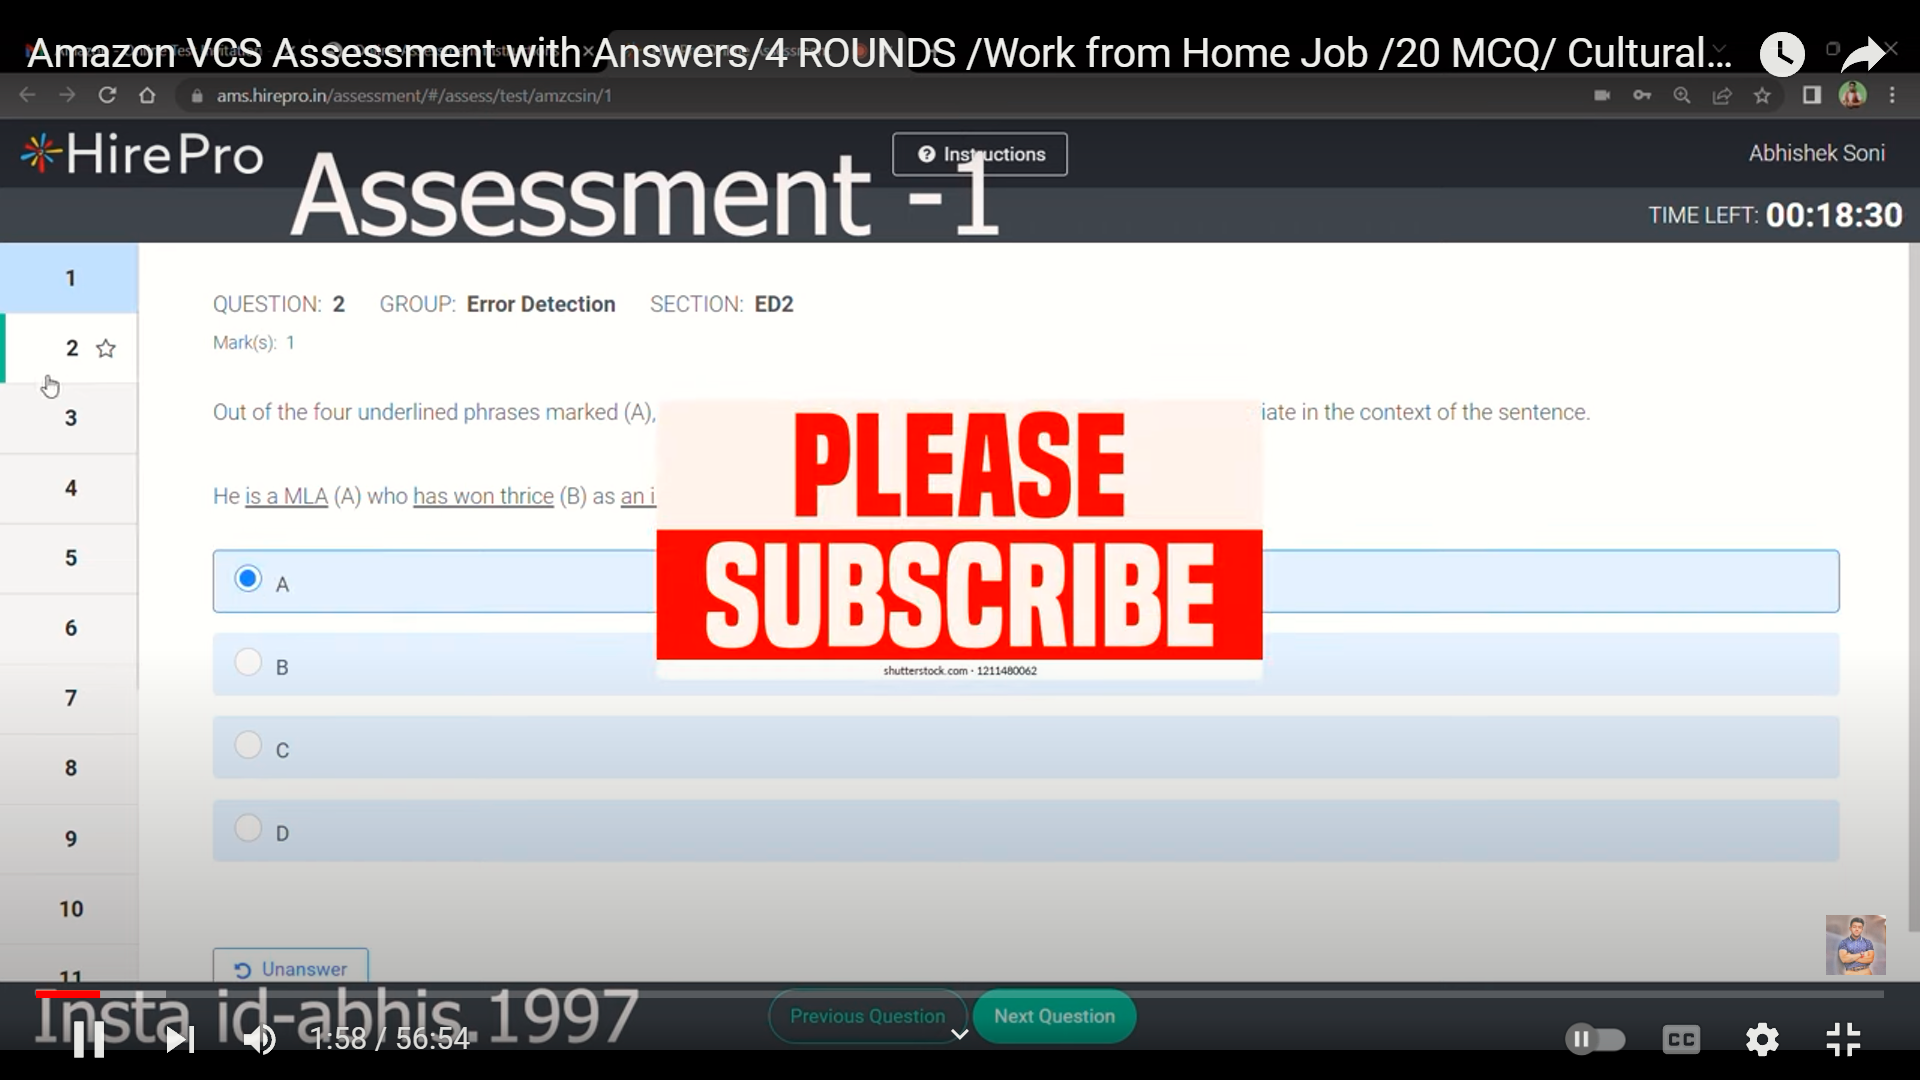 Amazon VCS Assessment with Answers/4 ROUNDS /Work from Home Job /20 MCQ/ Cultural...
ams.hirepro.in/assessment/#/assess/test/amzcsin/1
HirePro
Instructions
Abhishek Soni
Assessment -1
TIME LEFT: 00:18:30
1
QUESTION: 2 GROUP: Error Detection SECTION: ED2
Mark(s): 1
2
3
Out of the four underlined phrases marked (A), iate in the context of the sentence.
PLEASE
SUBSCRIBE
shutterstock.com · 1211480062
4
He is a MLA (A) who has won thrice (B) as an i
5
A
6
B
7
C
8
D
9
10
11
Unanswer
Insta id-abhis.1997
Previous Question
Next Question
1:58 / 56:54
CC